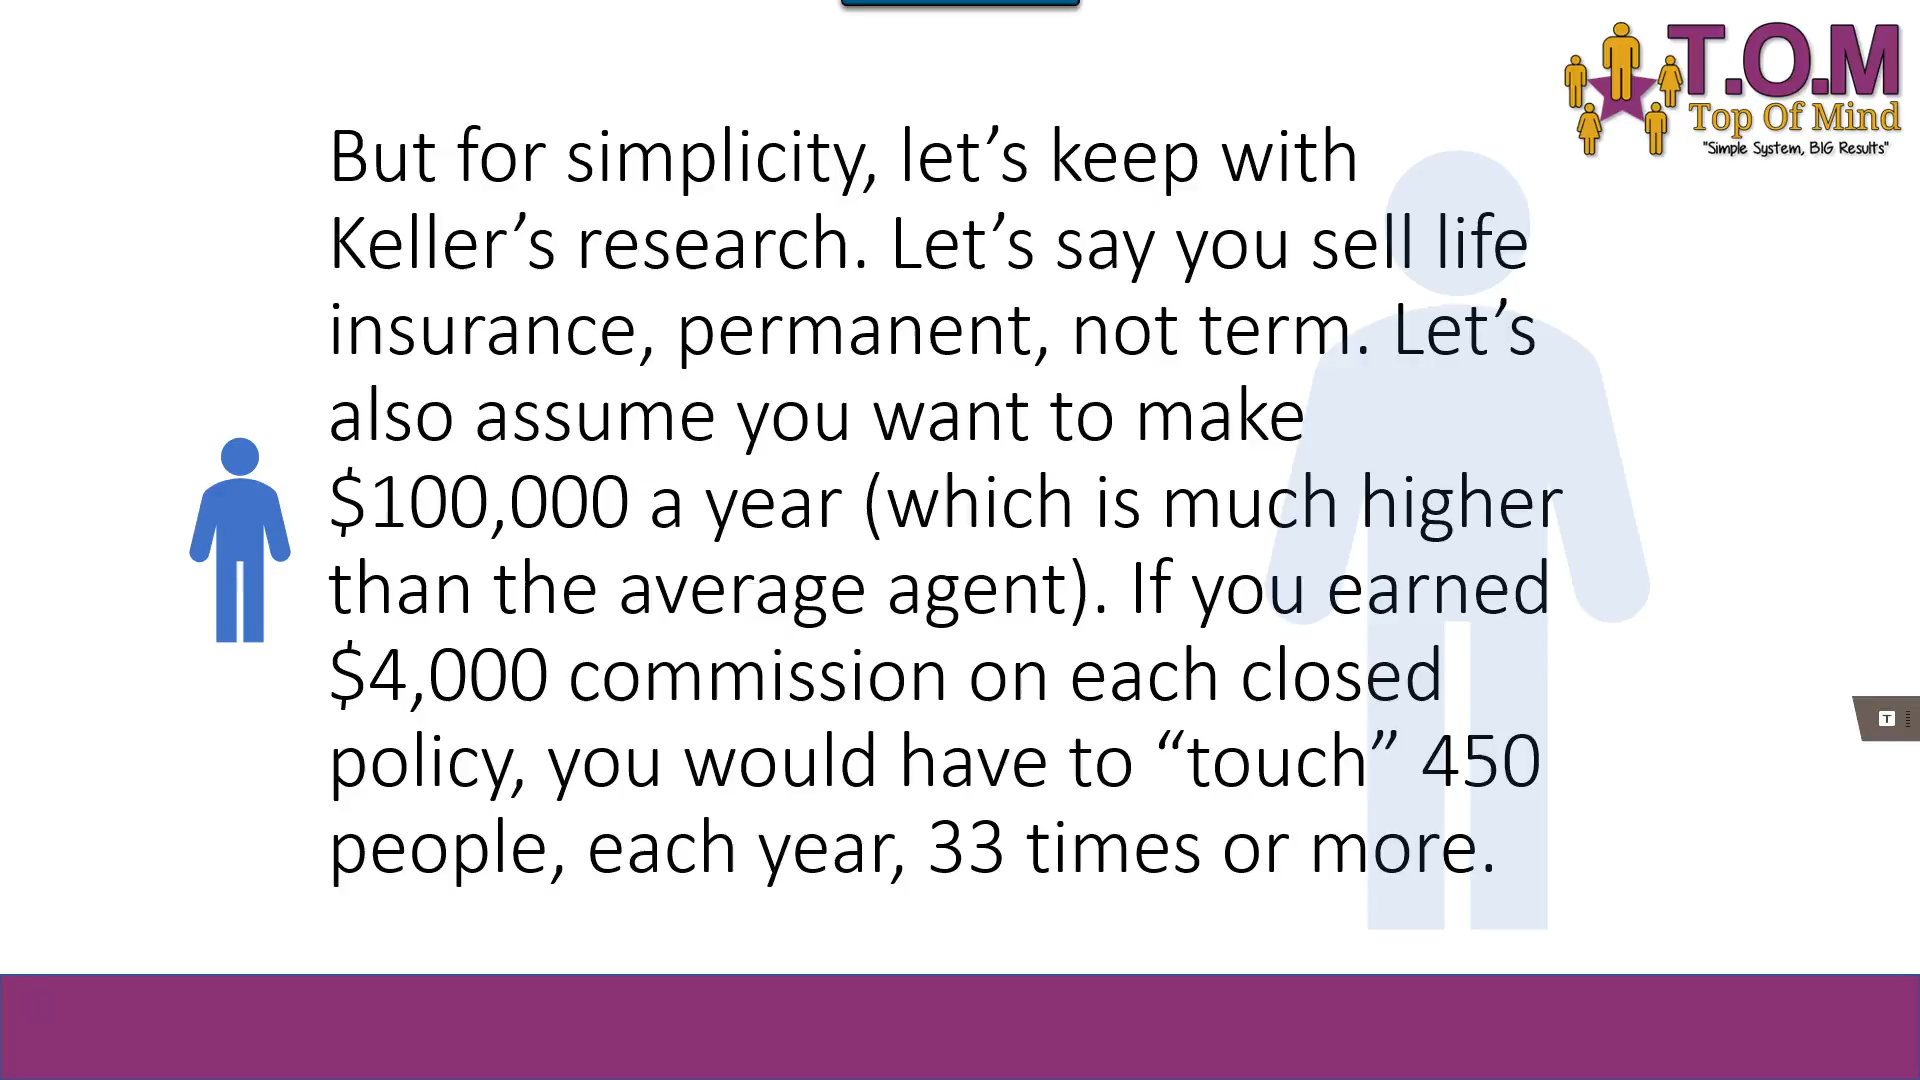 T.O.M
Top Of Mind
"Simple System, BIG Results"
But for simplicity, let’s keep with
Keller’s research. Let’s say you sell life
insurance, permanent, not term. Let’s
also assume you want to make
$100,000 a year (which is much higher
than the average agent). If you earned
$4,000 commission on each closed
policy, you would have to “touch” 450
people, each year, 33 times or more.
T